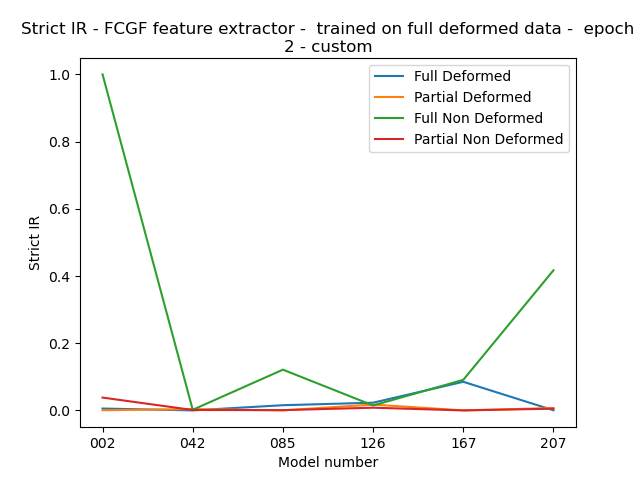 Strict IR - FCGF feature extractor -  trained on full deformed data -  epoch
2 - custom
Full Deformed
Partial Deformed
Full Non Deformed
Partial Non Deformed
1.0
0.8
0.6
0.4
0.2
0.0
Strict IR
002 042 085 126 167 207
Model number